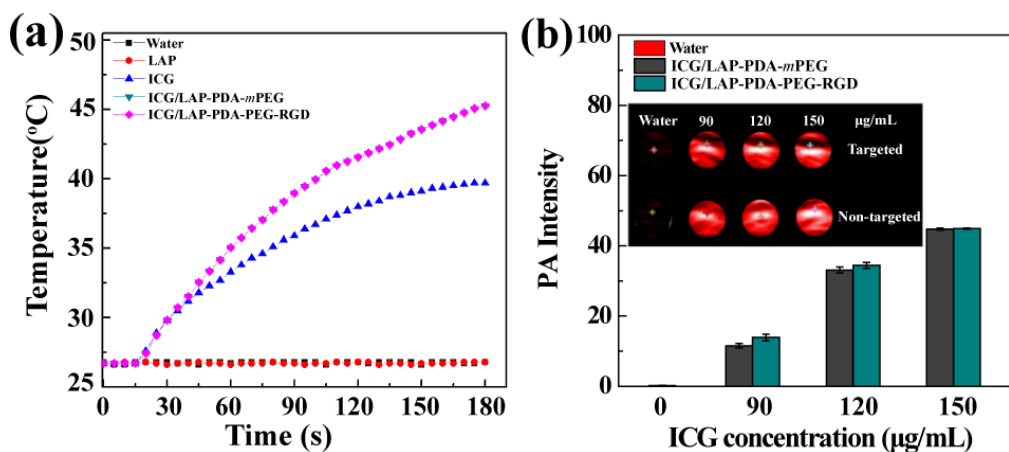 (a)
Water
LAP
ICG
ICG/LAP-PDA-mPEG
ICG/LAP-PDA-PEG-RGD
50
45
40
35
30
25
Temperature(°C)
0 30 60 90 120 150 180
Time (s)
(b)
Water
ICG/LAP-PDA-mPEG
ICG/LAP-PDA-PEG-RGD
100
80
60
40
20
0
PA Intensity
Water 90 120 150 μg/mL
Targeted
Non-targeted
0 90 120 150
ICG concentration (μg/mL)